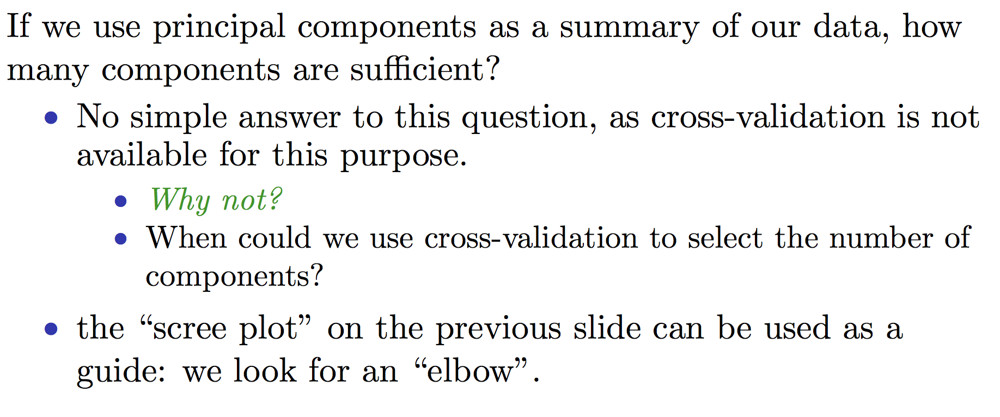 If we use principal components as a summary of our data, how
many components are sufficient?
• No simple answer to this question, as cross-validation is not
available for this purpose.
• Why not?
• When could we use cross-validation to select the number of
components?
• the “scree plot” on the previous slide can be used as a
guide: we look for an “elbow”.